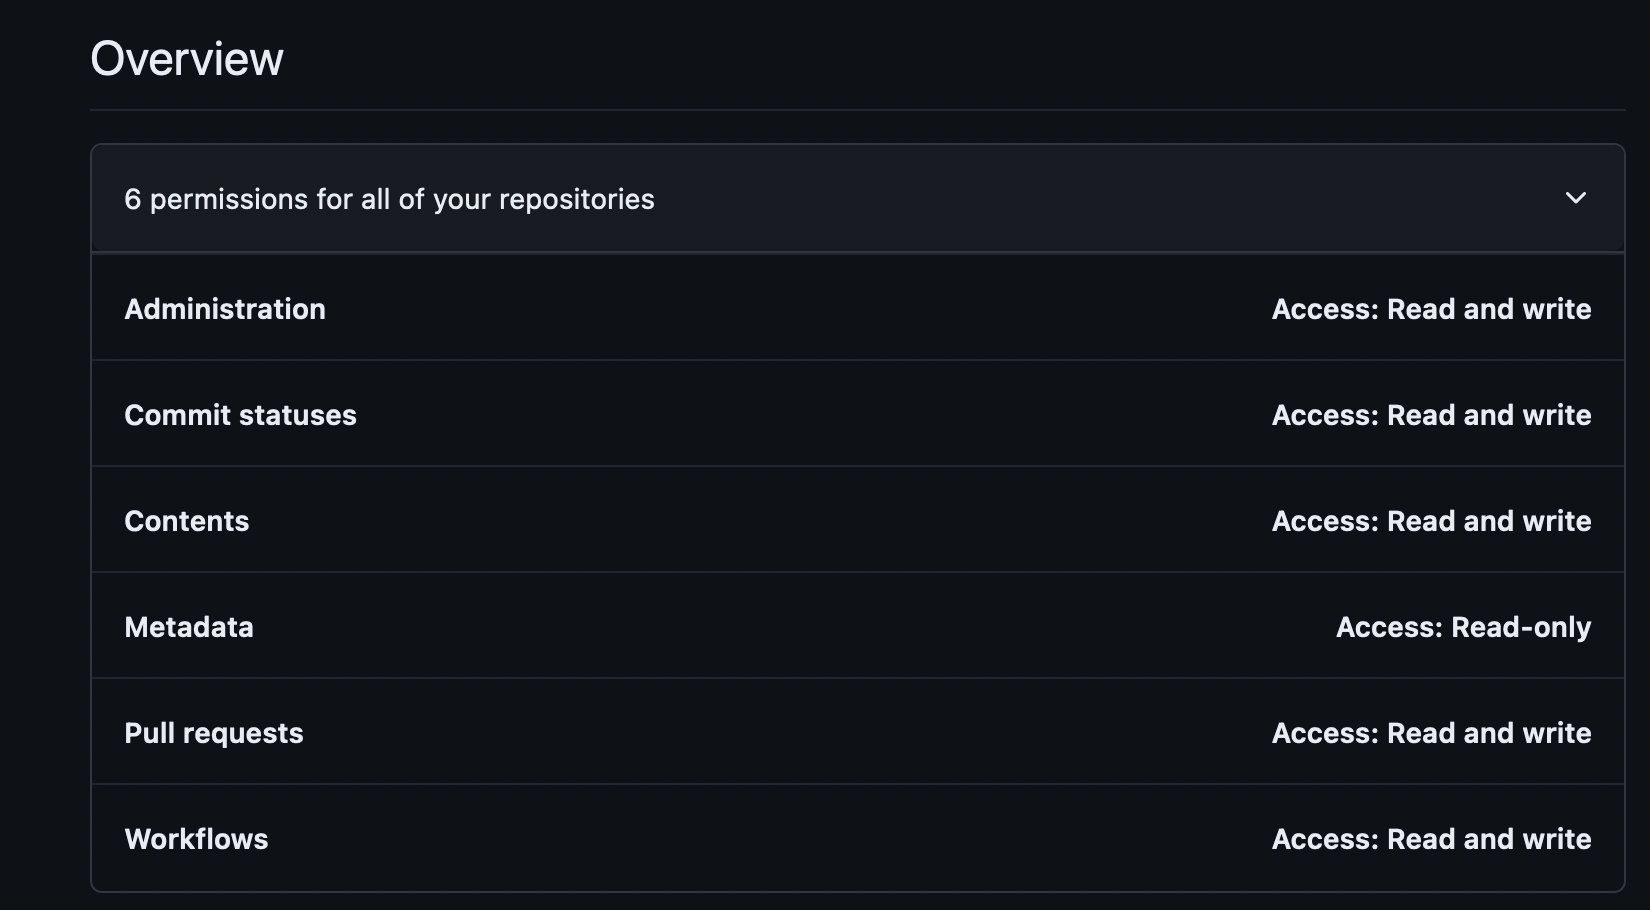 Overview
6 permissions for all of your repositories
Administration Access: Read and write
Commit statuses Access: Read and write
Contents Access: Read and write
Metadata Access: Read-only
Pull requests Access: Read and write
Workflows Access: Read and write